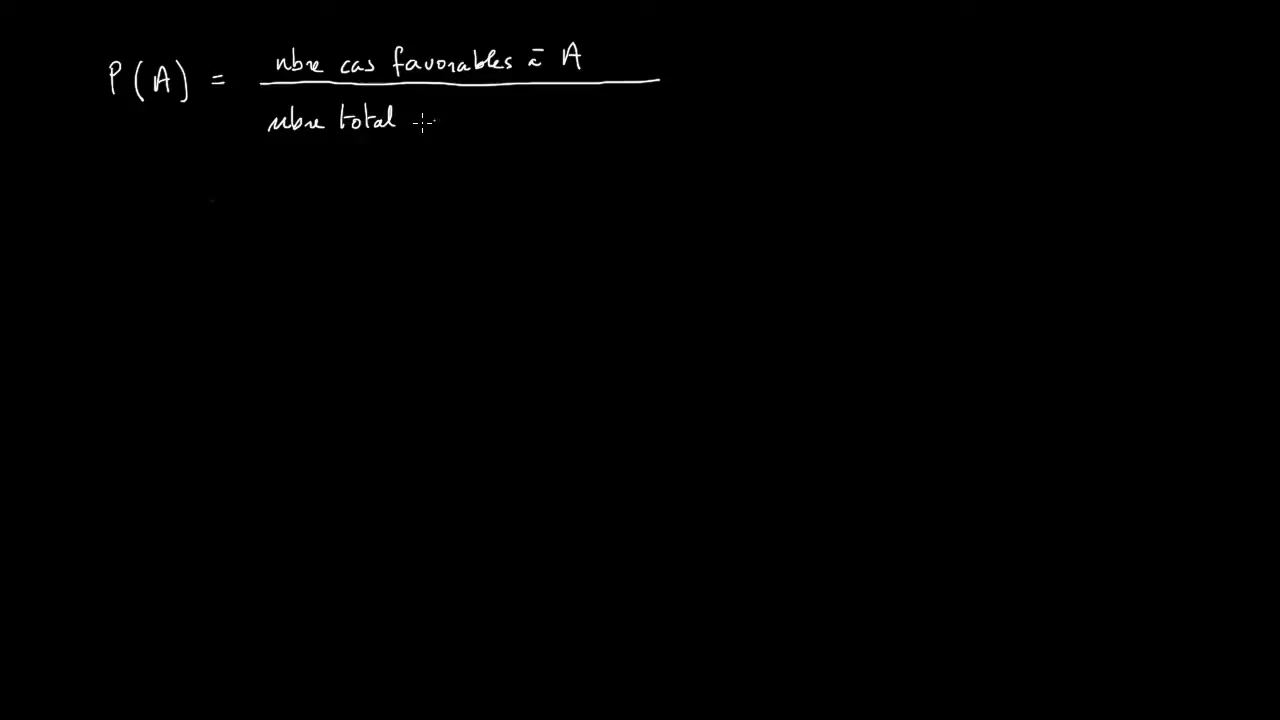 P(A) = nbre cas favorables à A
nbre total